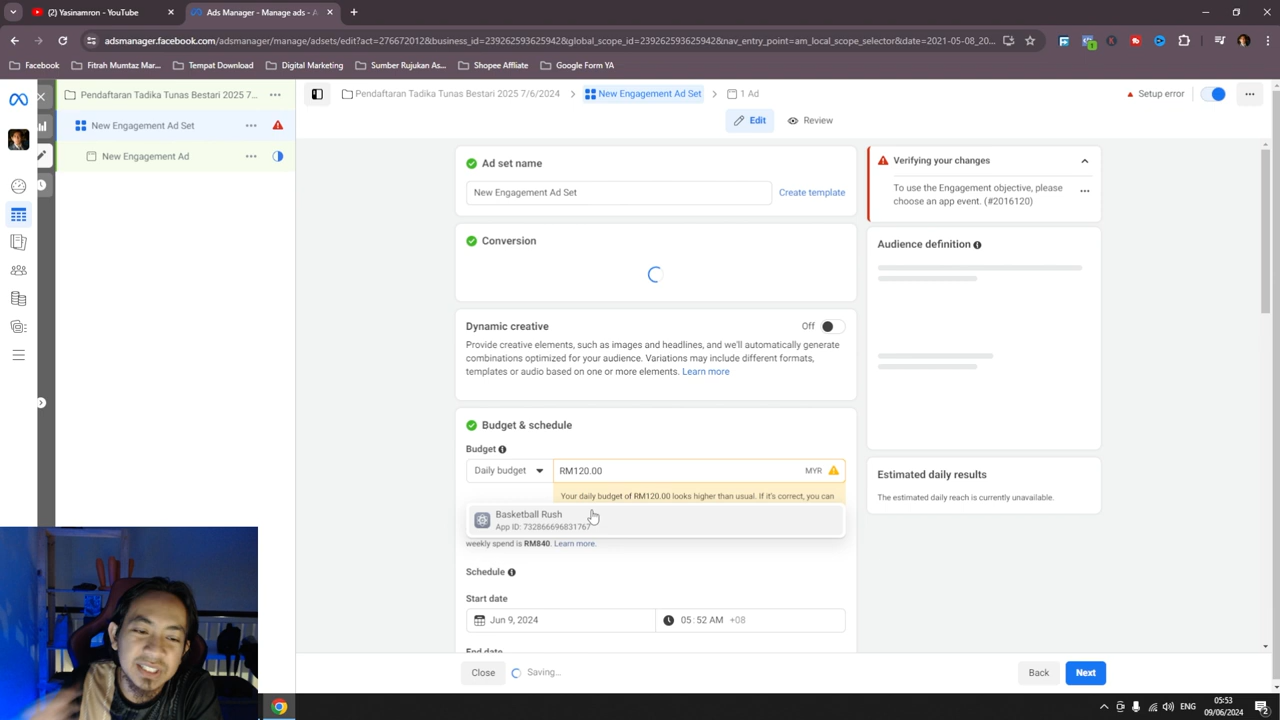 (2) Yasinamron - YouTube
Ads Manager - Manage ads - A
adsmanager.facebook.com/adsmanager/manage/adsets/edit?act=276672012&business_id=239262593625942&global_scope_id=239262593625942&nav_entry_point=am_local_scope_selector&date=2021-05-08_20...
Facebook
Fitrah Mumtaz Mar...
Tempat Download
Digital Marketing
Sumber Rujukan As...
Shopee Affliate
Google Form YA
Pendaftaran Tadika Tunas Bestari 2025 7...
New Engagement Ad Set
New Engagement Ad
Pendaftaran Tadika Tunas Bestari 2025 7/6/2024
New Engagement Ad Set
1 Ad
Setup error
Edit
Review
Ad set name
New Engagement Ad Set
Create template
Conversion
Dynamic creative
Off
Provide creative elements, such as images and headlines, and we'll automatically generate
combinations optimized for your audience. Variations may include different formats,
templates or audio based on one or more elements. Learn more
Budget & schedule
Budget
Daily budget
RM120.00
MYR
Your daily budget of RM120.00 looks higher than usual. If it's correct, you can
Basketball Rush
App ID: 732866696831767
weekly spend is RM840. Learn more.
Schedule
Start date
Jun 9, 2024
05:52 AM +08
End date
Close
Saving...
Back
Next
Verifying your changes
To use the Engagement objective, please
choose an app event. (#2016120)
Audience definition
Estimated daily results
The estimated daily reach is currently unavailable.
ENG
05:53
09/06/2024
2